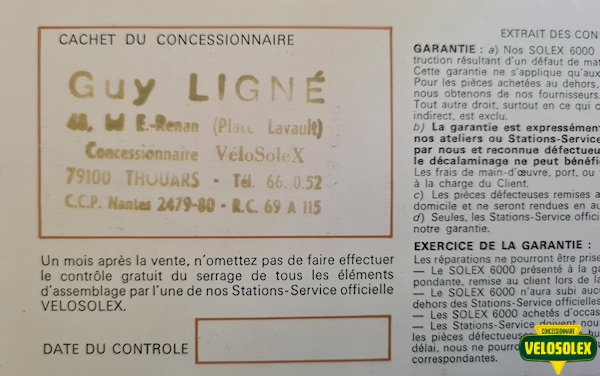 CACHET DU CONCESSIONNAIRE
Guy LIGNÉ
48, Bd E.-Renan (Place Lavault)
Concessionnaire VéloSoleX
79100 THOUARS - Tél. 66.0.52
C.C.P. Nantes 2479-80 - R.C. 69 A 115
Un mois après la vente, n'omettez pas de faire effectuer
le contrôle gratuit du serrage de tous les éléments
d'assemblage par l'une de nos Stations-Service officielle
VELOSOLEX.
DATE DU CONTROLE
EXTRAIT DES CON
GARANTIE : a) Nos SOLEX 6000
truction résultant d'un défaut de mat
Cette garantie ne s'applique qu'aux
Pour les pièces achetées au dehors,
nous obtenons de nos fournisseurs.
Tout autre droit, surtout en ce qui c
indirect, est exclu.
b) La garantie est expressément
nos ateliers ou Stations-Service
par nous et reconnue défectueu
le décalaminage ne peut bénéfi
Les frais de main-d'œuvre, port, ou
à la charge du Client.
c) Les pièces défectueuses remises a
domicile et ne seront rendues en au
d) Seules, les Stations-Service offici
notre garantie.
EXERCICE DE LA GARANTIE :
Les réparations ne pourront être prise
— Le SOLEX 6000 présenté à la ga
pondante, remise au client lors de la
— Le SOLEX 6000 n'aura subi auc
dehors des Stations-Service officielles
— Les SOLEX 6000 achetés d'occas
— Les Stations-Service doivent nous
les pièces défectueuses
délai, nous ne pourro
correspondantes.
CONCESSIONNAIRE
VELOSOLEX